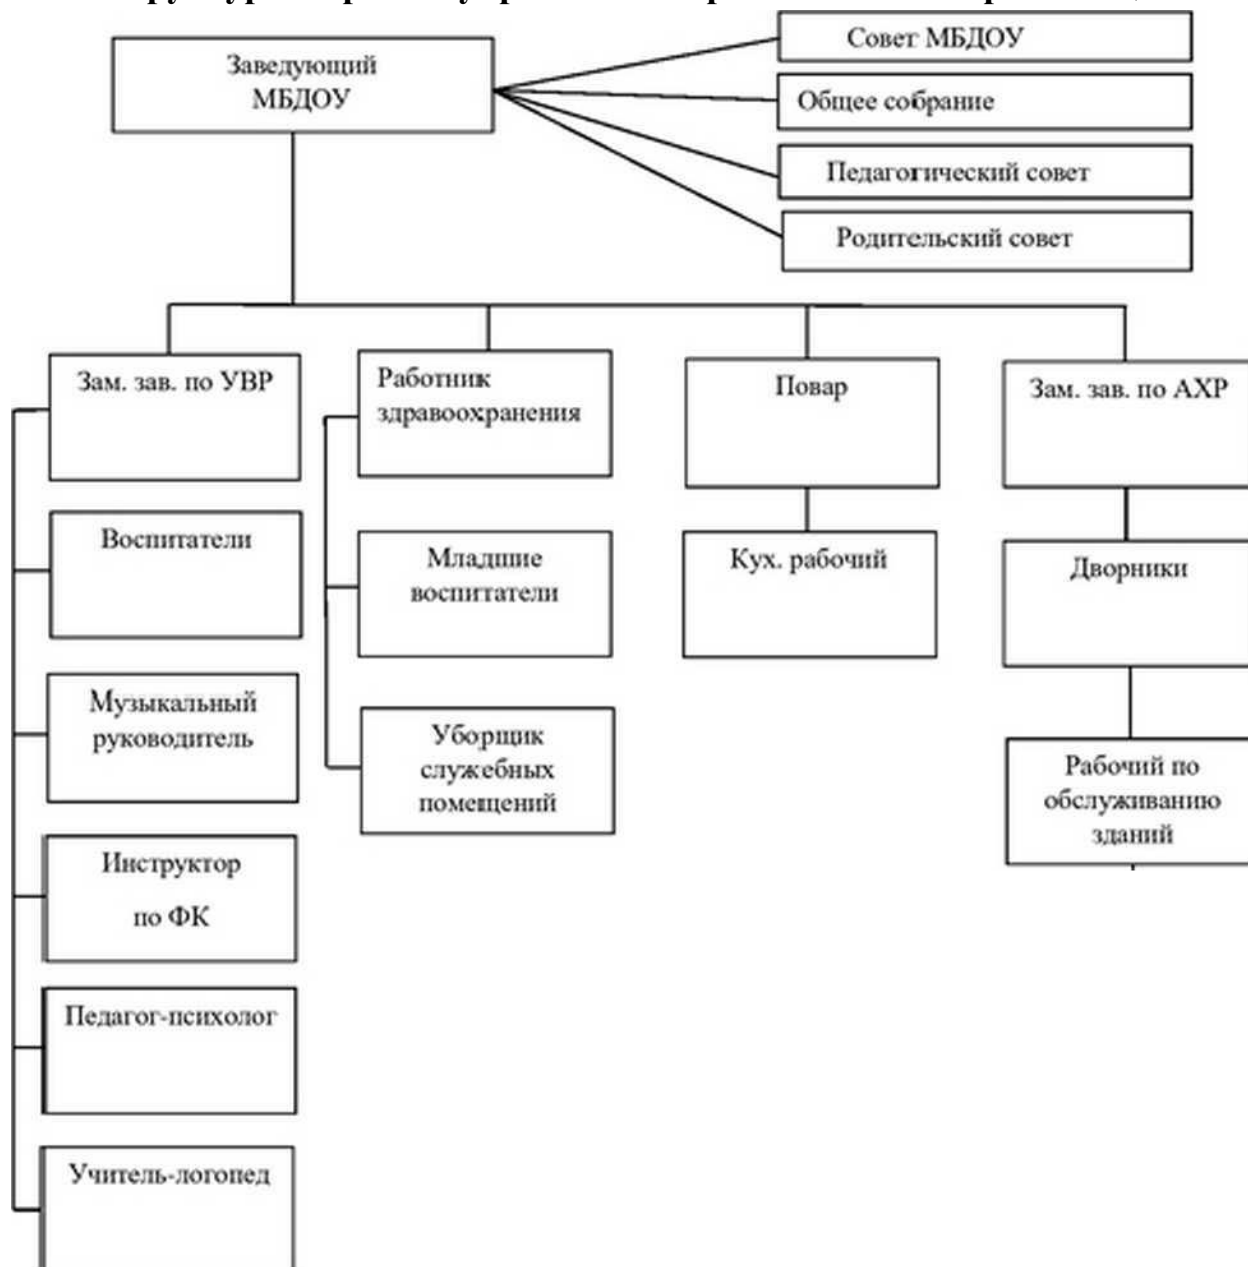 Заведующий
МБДОУ
Совет МБДОУ
Общее собрание
Педагогический совет
Родительский совет
Зам. зав. по УВР
Работник
здравоохранения
Повар
Зам. зав. по АХР
Воспитатели
Младшие
воспитатели
Кух. рабочий
Дворники
Музыкальный
руководитель
Уборщик
служебных
помещений
Рабочий по
обслуживанию
зданий
Инструктор
по ФК
Педагог-психолог
Учитель-логопед